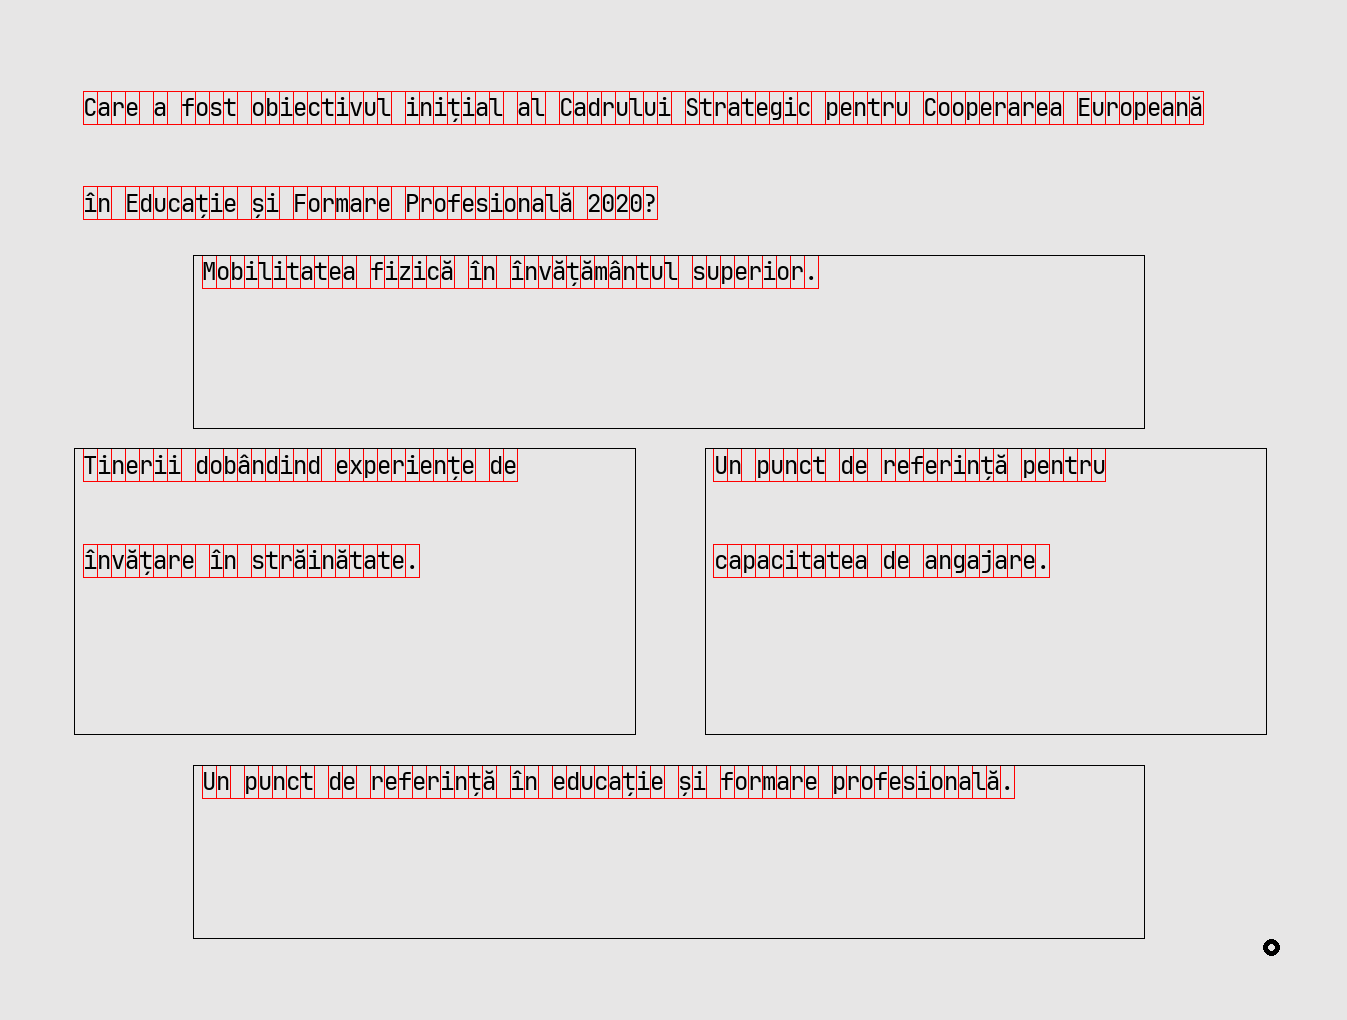 Care a fost obiectivul inițial al Cadrului Strategic pentru Cooperarea Europeană
în Educație și Formare Profesională 2020?
Mobilitatea fizică în învățământul superior.
Tinerii dobândind experiențe de
învățare în străinătate.
Un punct de referință pentru
capacitatea de angajare.
Un punct de referință în educație și formare profesională.